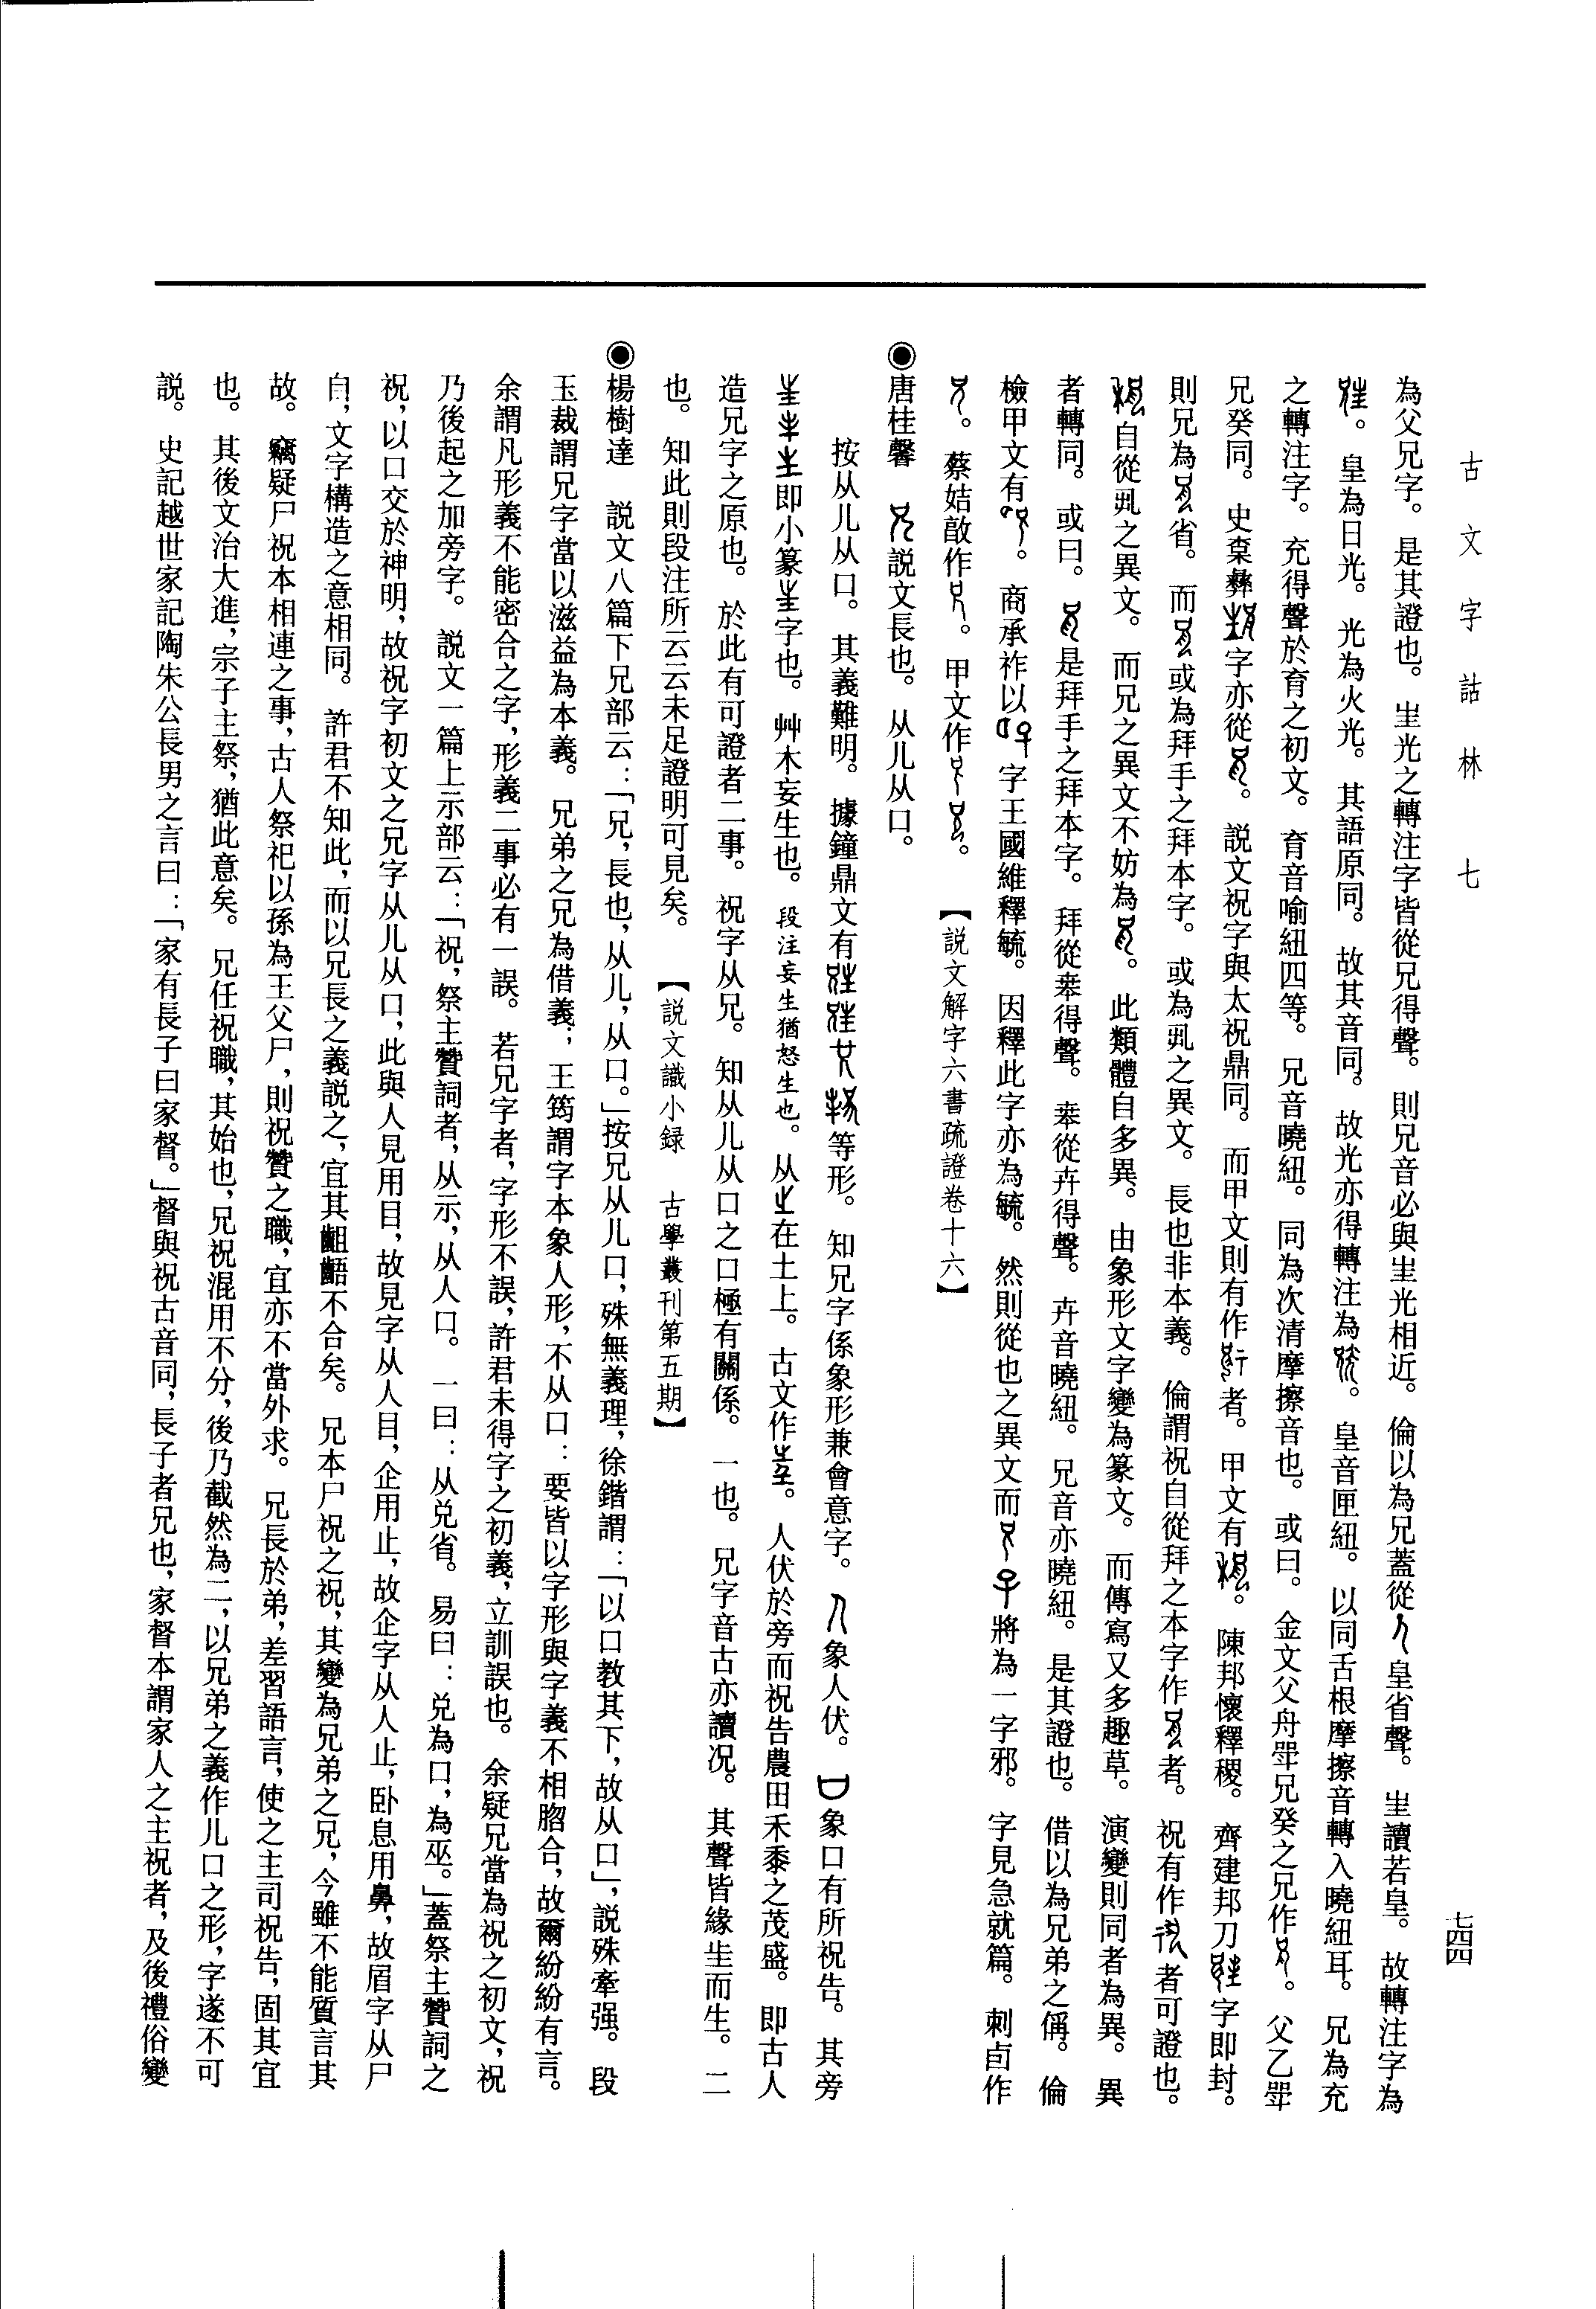 古文字詁林　七
七四四
為父兄字。是其證也。㞷光之轉注字皆從兄得聲。則兄音必與㞷光相近。倫以為兄蓋從皇省聲。㞷讀若皇。故轉注字為
。皇為日光。光為火光。其語原同。故其音同。故光亦得轉注為。皇音匣紐。以同舌根摩擦音轉入曉紐耳。兄為充
之轉注字。充得聲於育之初文。育音喻紐四等。兄音曉紐。同為次清摩擦音也。或曰。金文父舟斝兄癸之兄作。父乙斝
兄癸同。史棄彝字亦從。説文祝字與太祝鼎同。而甲文則有作者。甲文有。陳邦懷釋稷。齊建邦刀字即封。
則兄為省。而或為拜手之拜本字。或為丮之異文。長也非本義。倫謂祝自從拜之本字作者。祝有作者可證也。
自從丮之異文。而兄之異文不妨為。此類體自多異。由象形文字變為篆文。而傳寫又多趣草。演變則同者為異。異
者轉同。或曰。是拜手之拜本字。拜從𠦪得聲。𠦪從卉得聲。卉音曉紐。兄音亦曉紐。是其證也。借以為兄弟之偁。倫
檢甲文有。商承祚以字王國維釋毓。因釋此字亦為毓。然則從也之異文而將為一字邪。字見急就篇。刺卣作
。蔡姞𣪘作。甲文作。【説文解字六書疏證卷十六】
◉唐桂馨　説文長也。从儿从口。
按从儿从口。其義難明。據鐘鼎文有等形。知兄字係象形兼會意字。象人伏。象口有所祝告。其旁
即小篆㞷字也。艸木妄生也。段注妄生猶怒生也。从㞢在土上。古文作。人伏於旁而祝告農田禾黍之茂盛。即古人
造兄字之原也。於此有可證者二事。祝字从兄。知从儿从口之口極有關係。一也。兄字音古亦讀况。其聲皆緣㞷而生。二
也。知此則段注所云云未足證明可見矣。【説文識小録　古學叢刊第五期】
◉楊樹達　説文八篇下兄部云：「兄，長也，从儿，从口。」按兄从儿口，殊無義理，徐鍇謂：「以口教其下，故从口」，説殊牽强。段
玉裁謂兄字當以滋益為本義。兄弟之兄為借義；王筠謂字本象人形，不从口：要皆以字形與字義不相胳合，故爾紛紛有言。
余謂凡形義不能密合之字，形義二事必有一誤。若兄字者，字形不誤，許君未得字之初義，立訓誤也。余疑兄當為祝之初文，祝
乃後起之加旁字。説文一篇上示部云：「祝，祭主贊詞者，从示，从人口。一曰：从兑省。易曰：兑為口，為巫。」蓋祭主贊詞之
祝，以口交於神明，故祝字初文之兄字从儿从口，此與人見用目，故見字从人目，企用止，故企字从人止，卧息用鼻，故眉字从尸
自，文字構造之意相同。許君不知此，而以兄長之義説之，宜其齟齬不合矣。兄本尸祝之祝，其變為兄弟之兄，今雖不能質言其
故。竊疑尸祝本相連之事，古人祭祀以孫為王父尸，則祝贊之職，宜亦不當外求。兄長於弟，差習語言，使之主司祝告，固其宜
也。其後文治大進，宗子主祭，猶此意矣。兄任祝職，其始也，兄祝混用不分，後乃截然為二，以兄弟之義作儿口之形，字遂不可
説。史記越世家記陶朱公長男之言曰：「家有長子曰家督。」督與祝古音同，長子者兄也，家督本謂家人之主祝者，及後禮俗變